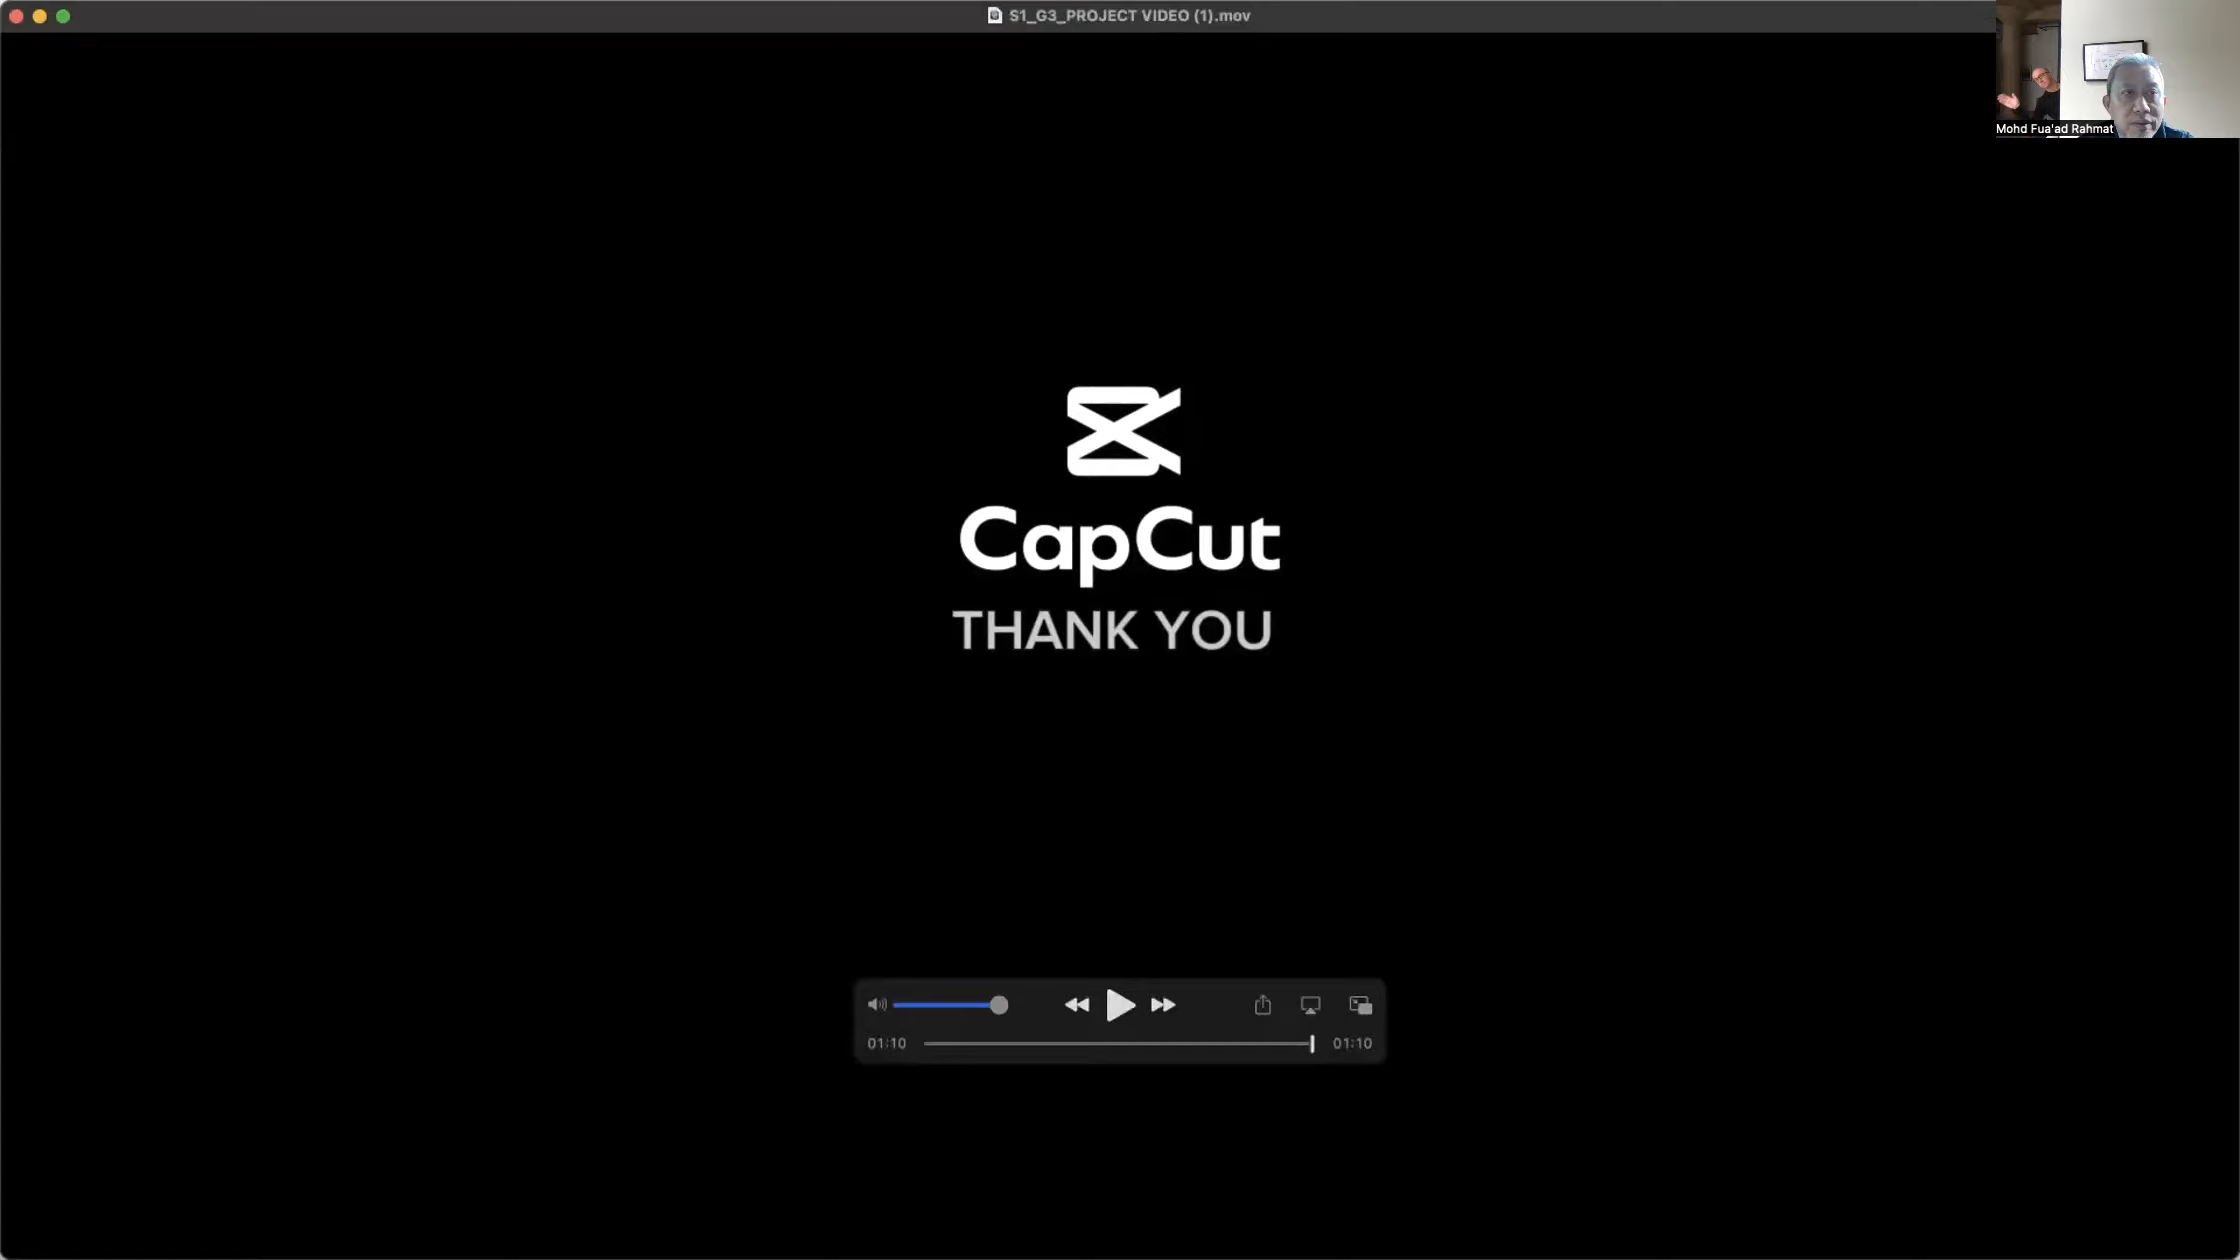 S1_G3_PROJECT VIDEO (1).mov
Mohd Fua'ad Rahmat
CapCut
THANK YOU
01:10
01:10